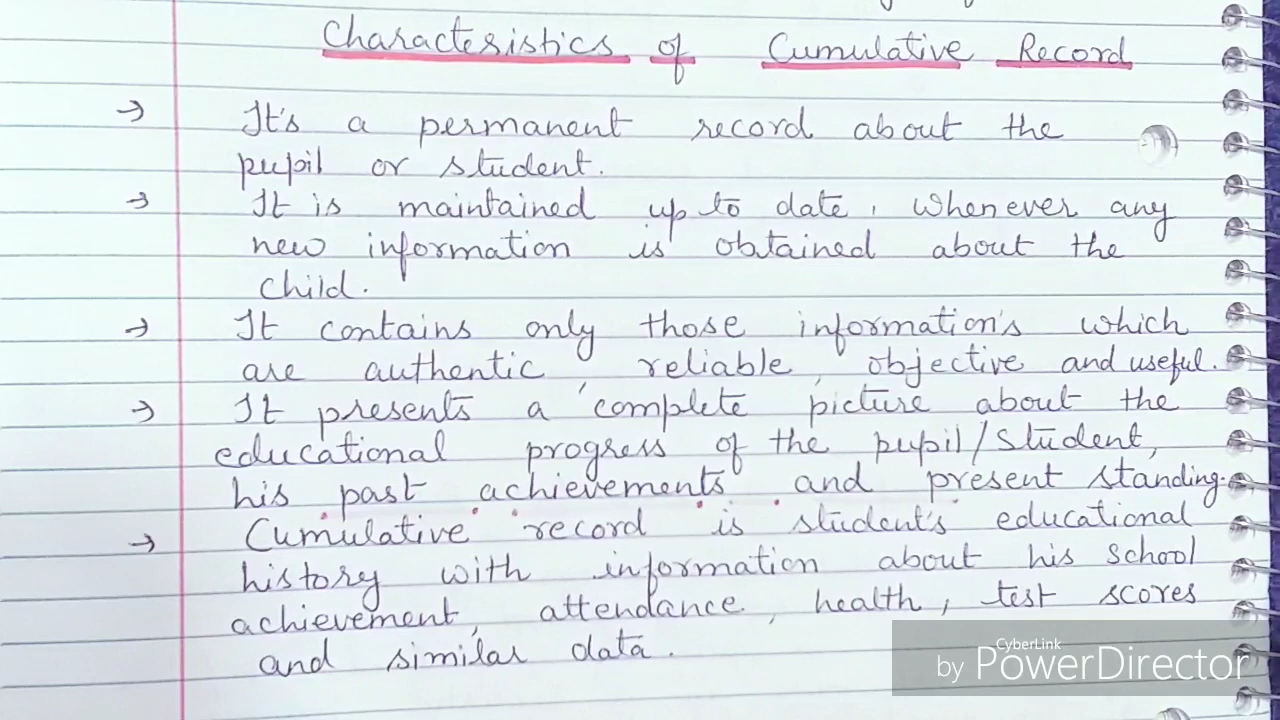 Characteristics of Cumulative Record
→ It's a permanent record about the
pupil or student.
→ It is maintained up to date, whenever any
new information is obtained about the
child.
→ It contains only those information's which
are authentic, reliable, objective and useful.
→ It presents a complete picture about the
educational progress of the pupil/student,
his past achievements and present standing.
→ Cumulative record is student's educational
history with information about his school
achievement, attendance, health, test scores
and similar data.
CyberLink
by PowerDirector